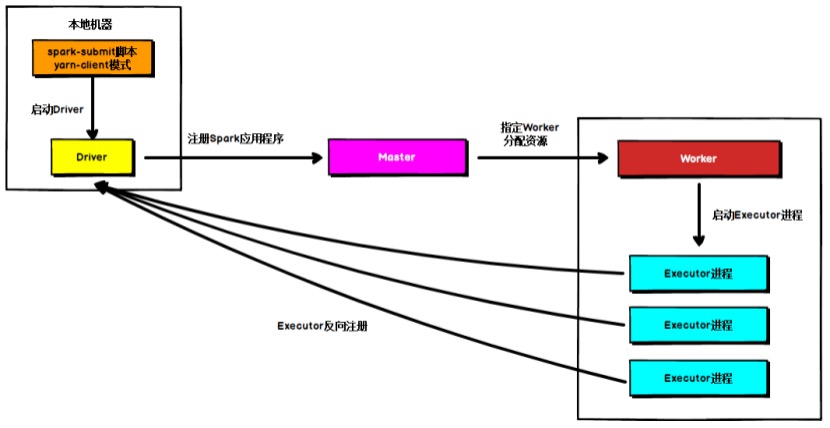 本地机器
spark-submit脚本
yarn-client模式
启动Driver
Driver
注册Spark应用程序
Master
指定Worker
分配资源
Worker
启动Executor进程
Executor进程
Executor进程
Executor进程
Executor反向注册